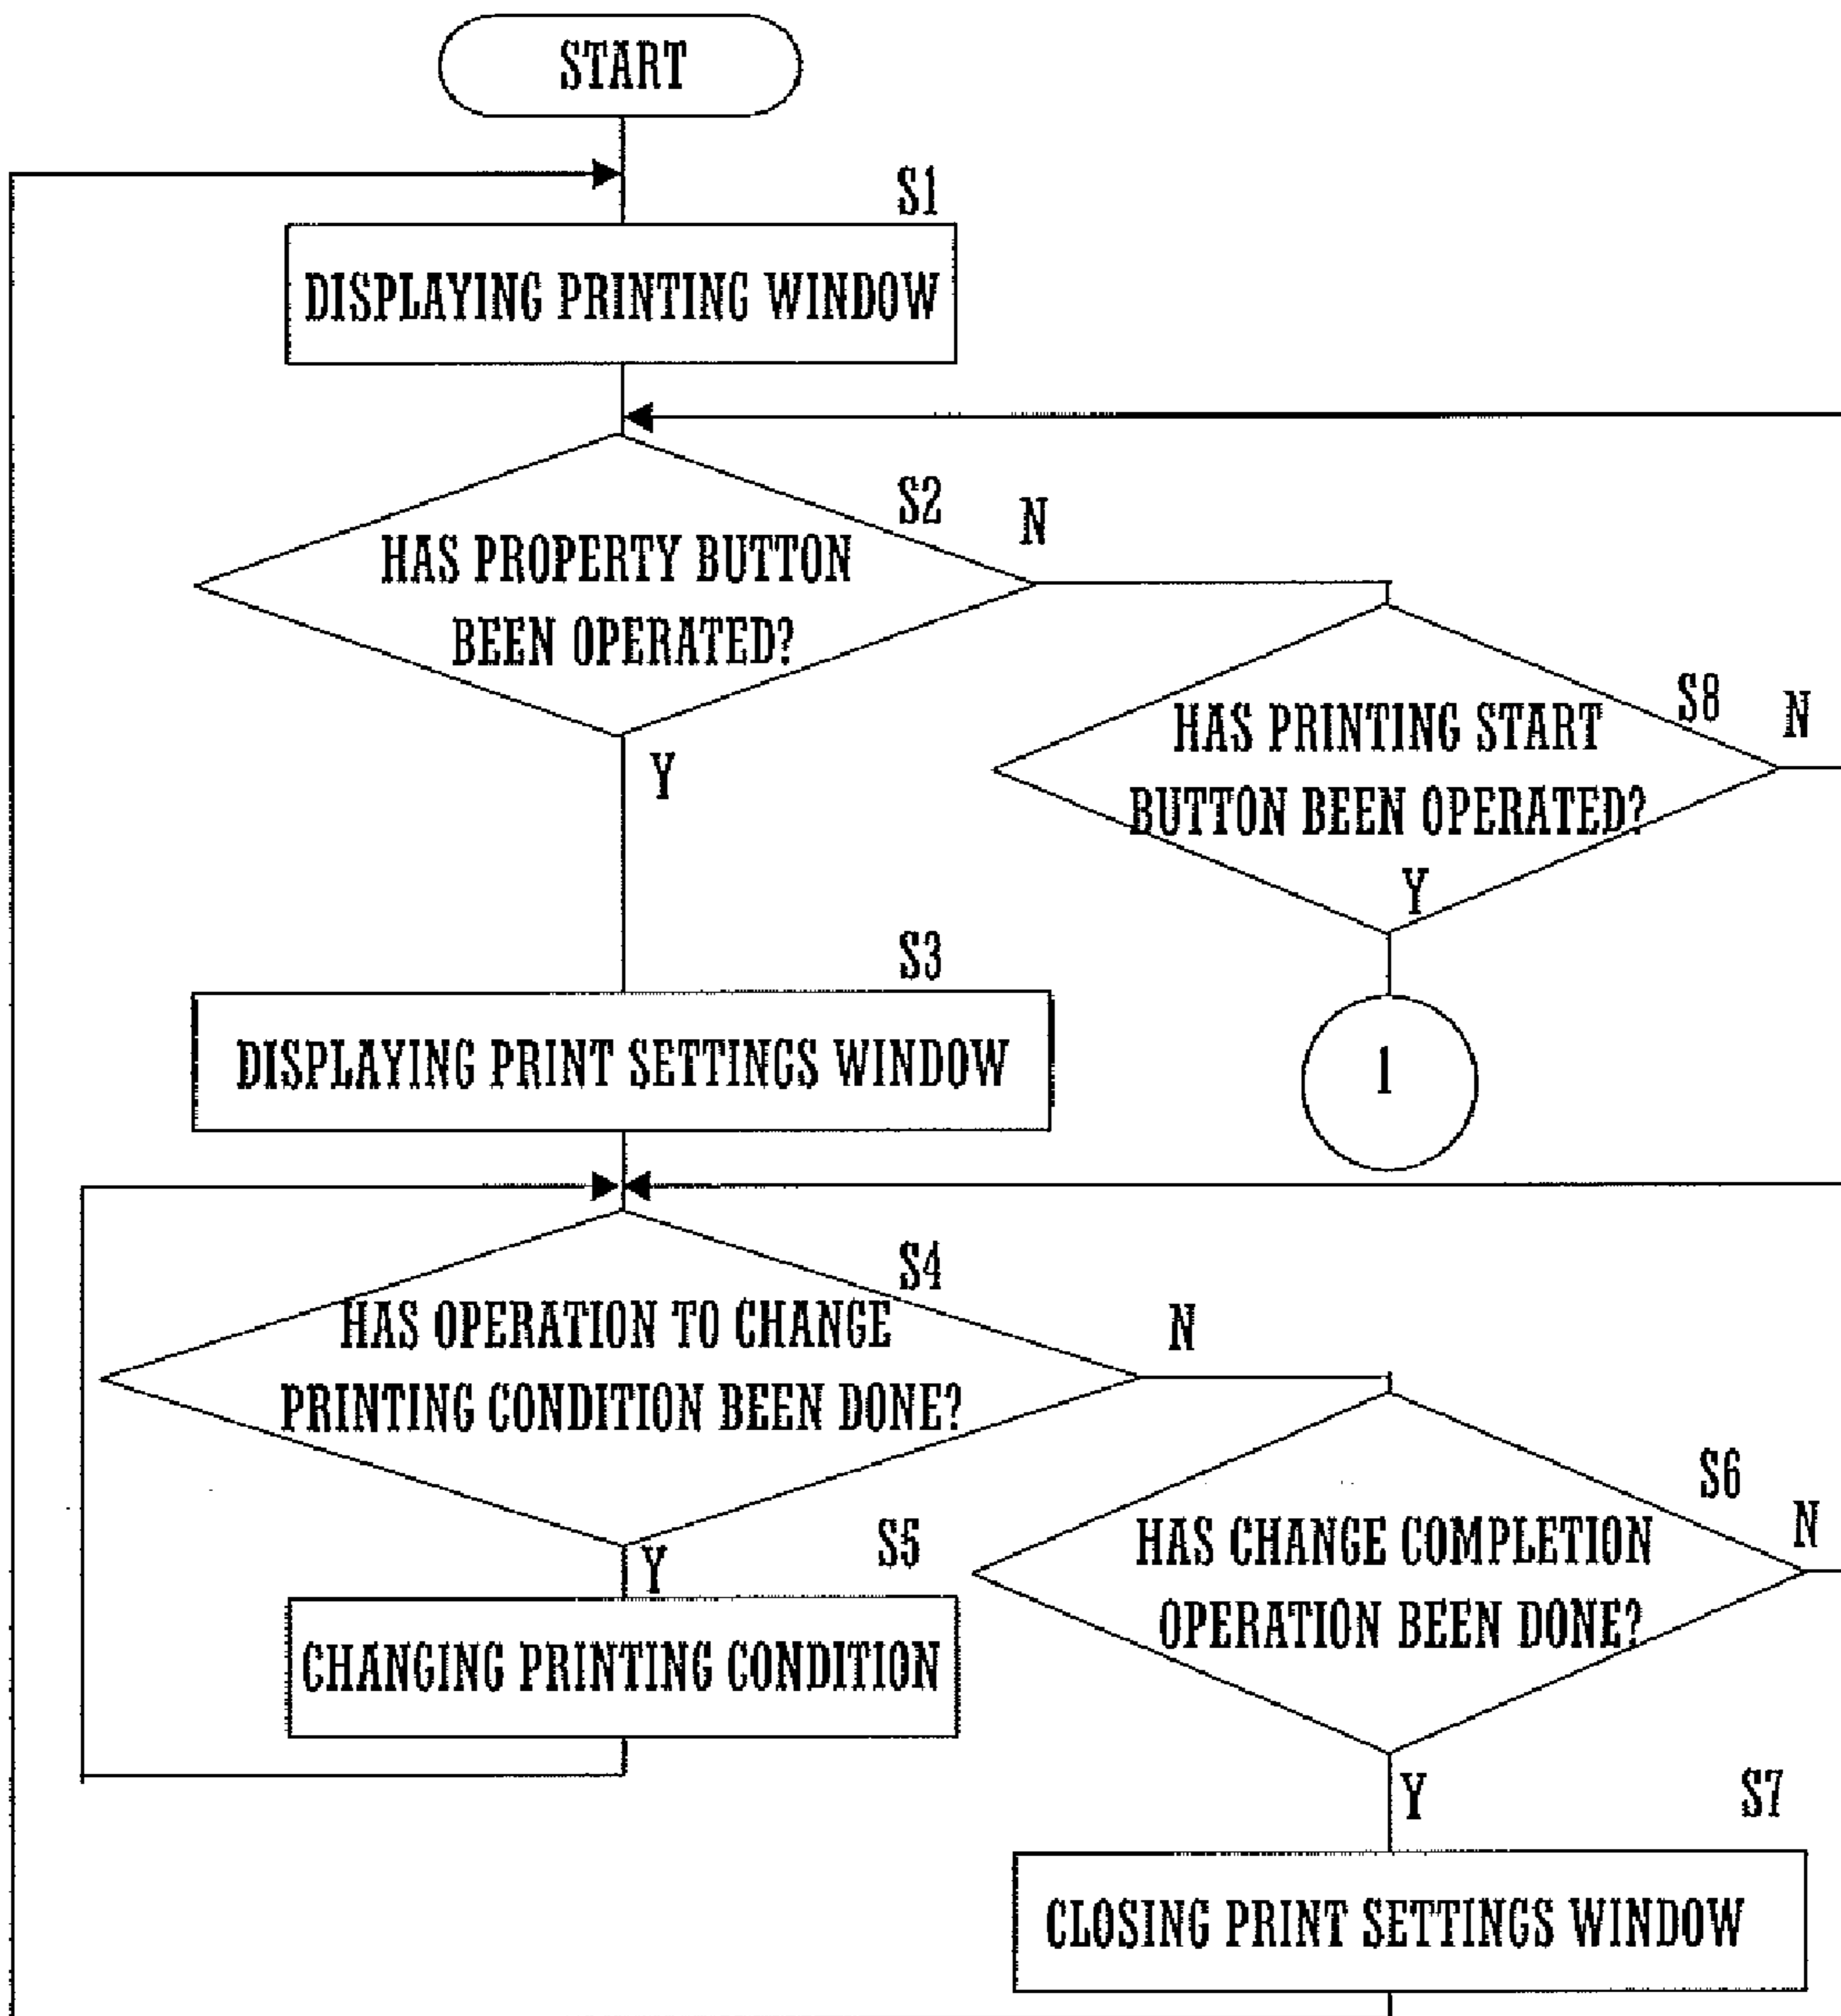 START
S1
DISPLAYING PRINTING WINDOW
S2
N
HAS PROPERTY BUTTON
BEEN OPERATED?
Y
S8
N
HAS PRINTING START
BUTTON BEEN OPERATED?
Y
1
S3
DISPLAYING PRINT SETTINGS WINDOW
S4
N
HAS OPERATION TO CHANGE
PRINTING CONDITION BEEN DONE?
Y
S5
CHANGING PRINTING CONDITION
S6
N
HAS CHANGE COMPLETION
OPERATION BEEN DONE?
Y
S7
CLOSING PRINT SETTINGS WINDOW